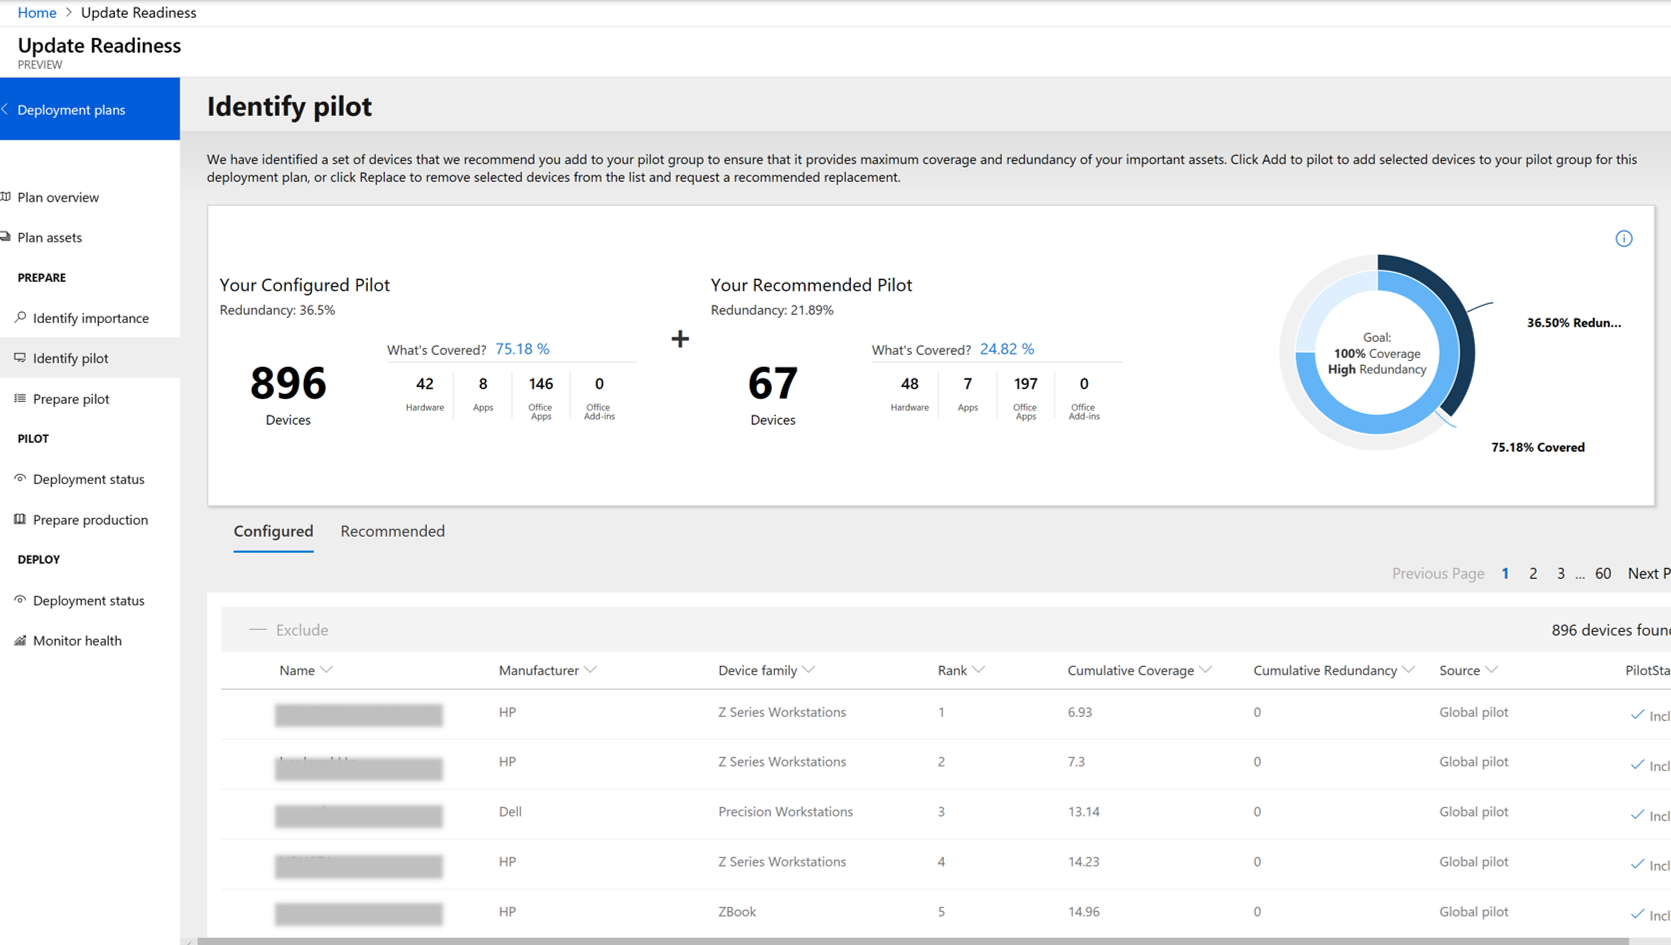 Home > Update Readiness
Update Readiness
PREVIEW
Deployment plans
Plan overview
Plan assets
PREPARE
Identify importance
Identify pilot
Prepare pilot
PILOT
Deployment status
Prepare production
DEPLOY
Deployment status
Monitor health
Identify pilot
We have identified a set of devices that we recommend you add to your pilot group to ensure that it provides maximum coverage and redundancy of your important assets. Click Add to pilot to add selected devices to your pilot group for this
deployment plan, or click Replace to remove selected devices from the list and request a recommended replacement.
Your Configured Pilot
Redundancy: 36.5%
What's Covered? 75.18 %
896
Devices
42 8 146 0
Hardware Apps Office Apps Office Add-ins
+
Your Recommended Pilot
Redundancy: 21.89%
What's Covered? 24.82 %
67
Devices
48 7 197 0
Hardware Apps Office Apps Office Add-ins
Goal:
100% Coverage
High Redundancy
36.50% Redun...
75.18% Covered
Configured Recommended
Previous Page 1 2 3 ... 60 Next P
Exclude 896 devices foun
Name Manufacturer Device family Rank Cumulative Coverage Cumulative Redundancy Source PilotSta
HP Z Series Workstations 1 6.93 0 Global pilot Incl
HP Z Series Workstations 2 7.3 0 Global pilot Incl
Dell Precision Workstations 3 13.14 0 Global pilot Incl
HP Z Series Workstations 4 14.23 0 Global pilot Incl
HP ZBook 5 14.96 0 Global pilot Incl